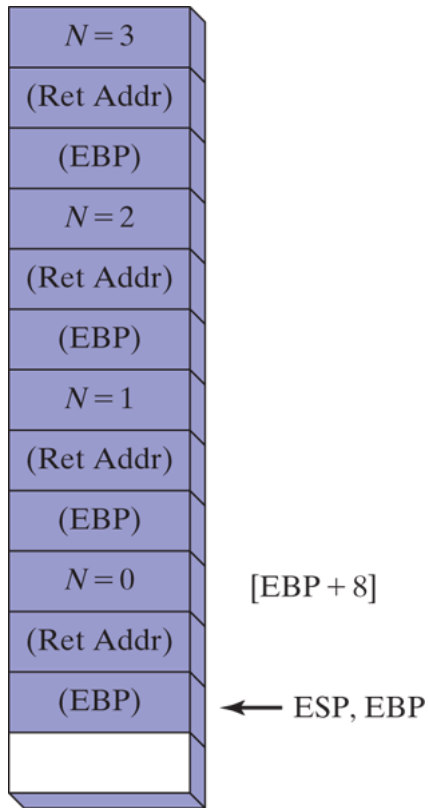 N = 3
(Ret Addr)
(EBP)
N = 2
(Ret Addr)
(EBP)
N = 1
(Ret Addr)
(EBP)
N = 0 [EBP + 8]
(Ret Addr)
(EBP) ESP, EBP